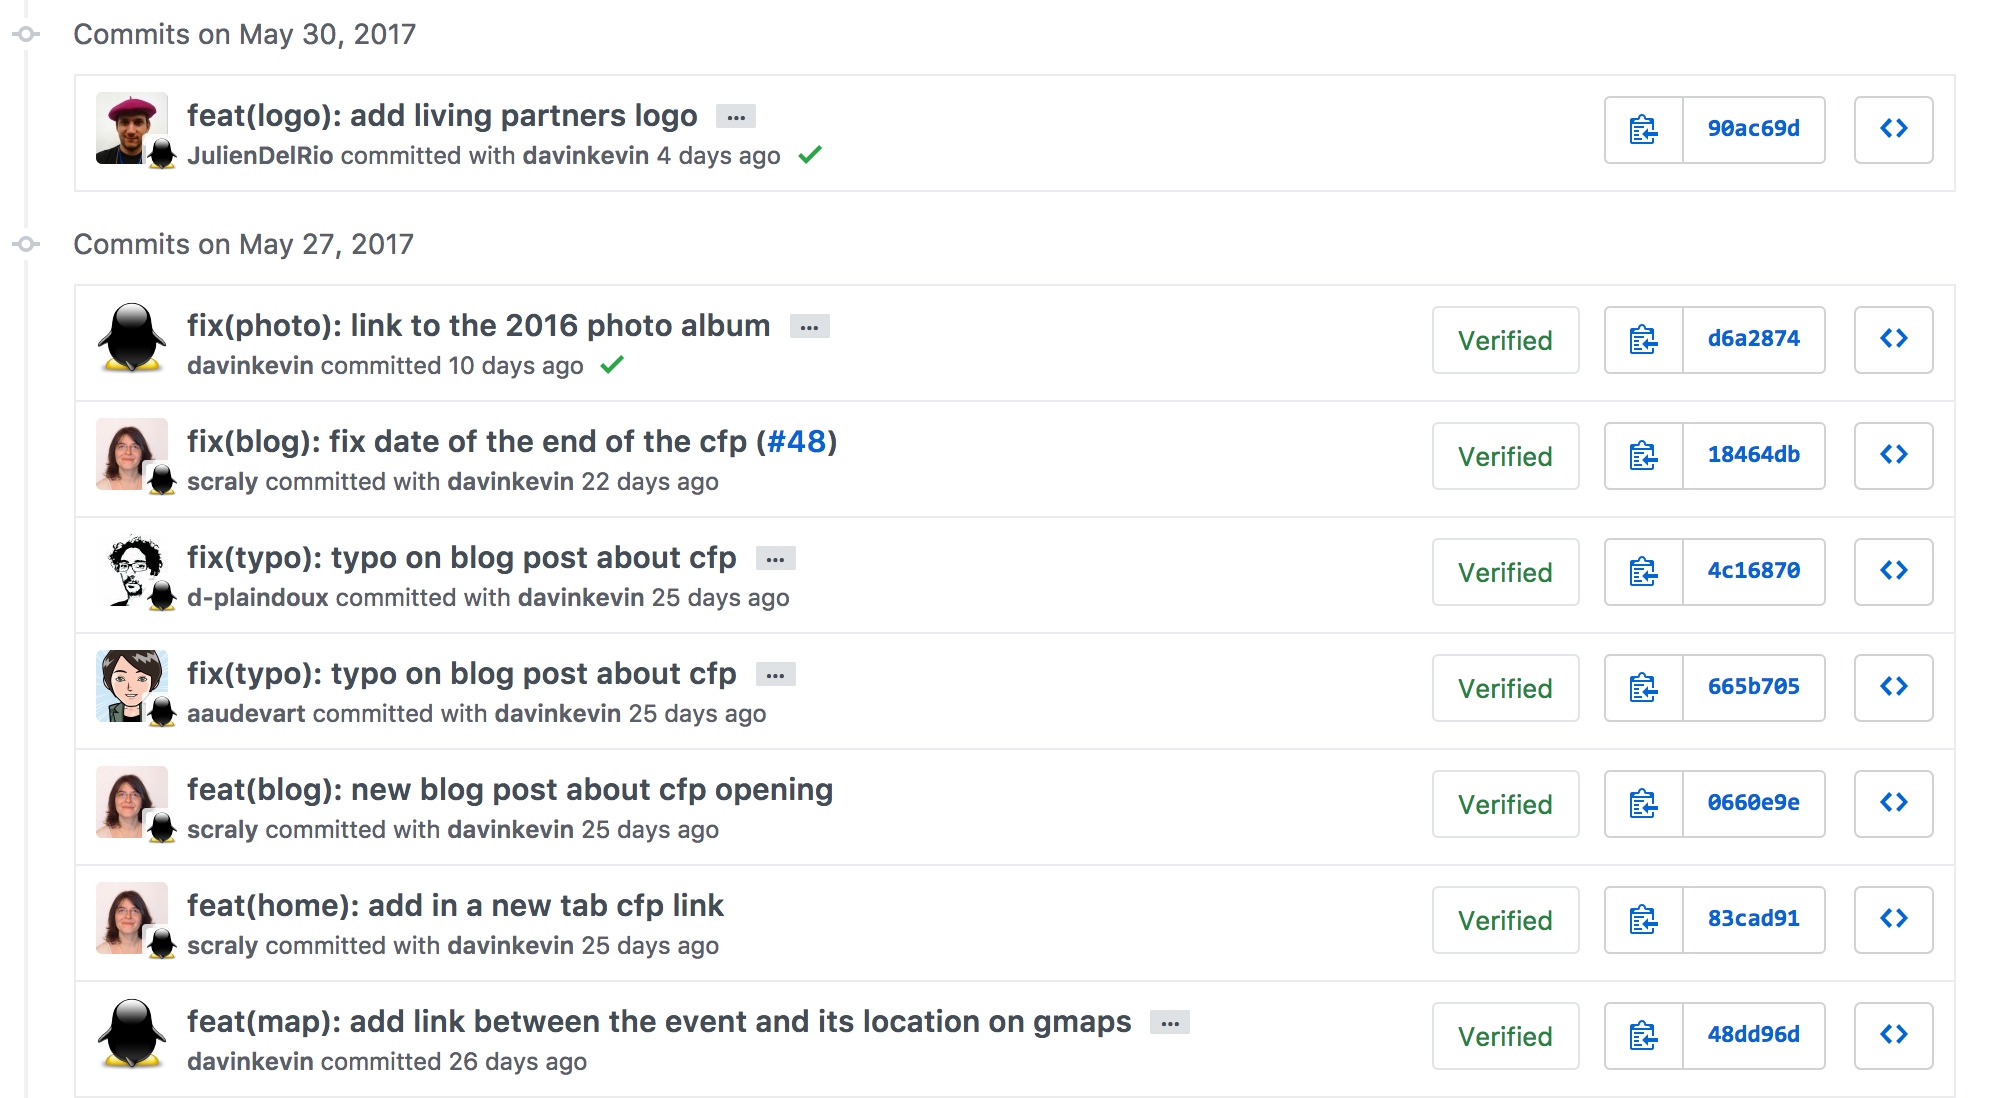 Commits on May 30, 2017
feat(logo): add living partners logo …
JulienDelRio committed with davinkevin 4 days ago
90ac69d
Commits on May 27, 2017
fix(photo): link to the 2016 photo album …
davinkevin committed 10 days ago
Verified
d6a2874
fix(blog): fix date of the end of the cfp (#48)
scraly committed with davinkevin 22 days ago
Verified
18464db
fix(typo): typo on blog post about cfp …
d-plaindoux committed with davinkevin 25 days ago
Verified
4c16870
fix(typo): typo on blog post about cfp …
aaudevart committed with davinkevin 25 days ago
Verified
665b705
feat(blog): new blog post about cfp opening
scraly committed with davinkevin 25 days ago
Verified
0660e9e
feat(home): add in a new tab cfp link
scraly committed with davinkevin 25 days ago
Verified
83cad91
feat(map): add link between the event and its location on gmaps …
davinkevin committed 26 days ago
Verified
48dd96d